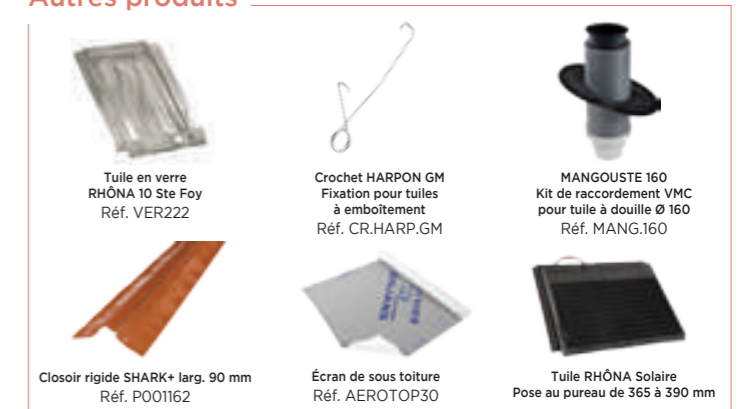 Autres produits
Tuile en verre
RHÔNA 10 Ste Foy
Réf. VER222
Crochet HARPON GM
Fixation pour tuiles
à emboîtement
Réf. CR.HARP.GM
MANGOUSTE 160
Kit de raccordement VMC
pour tuile à douille Ø 160
Réf. MANG.160
Closoir rigide SHARK+ larg. 90 mm
Réf. P001162
Écran de sous toiture
Réf. AEROTOP30
Tuile RHÔNA Solaire
Pose au pureau de 365 à 390 mm